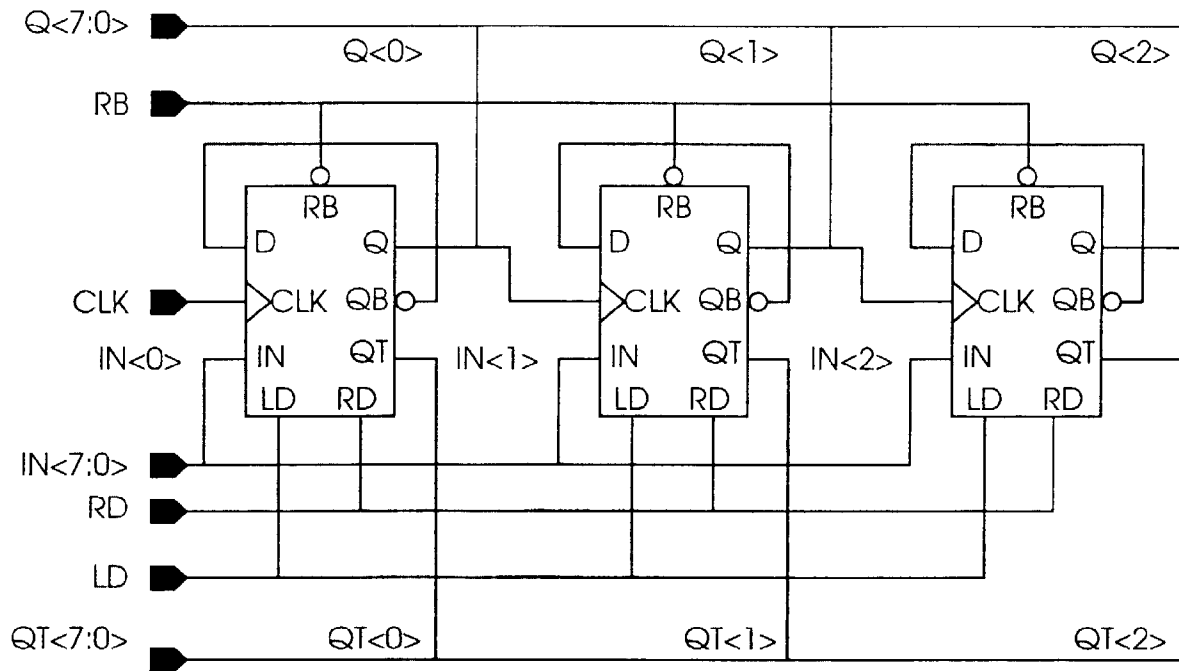 Q<7:0>
Q<0> Q<1> Q<2>
RB
RB RB RB
D Q D Q D Q
CLK CLK QB CLK QB CLK QB
IN<0> IN QT IN<1> IN QT IN<2> IN QT
LD RD LD RD LD RD
IN<7:0>
RD
LD
QT<7:0> QT<0> QT<1> QT<2>